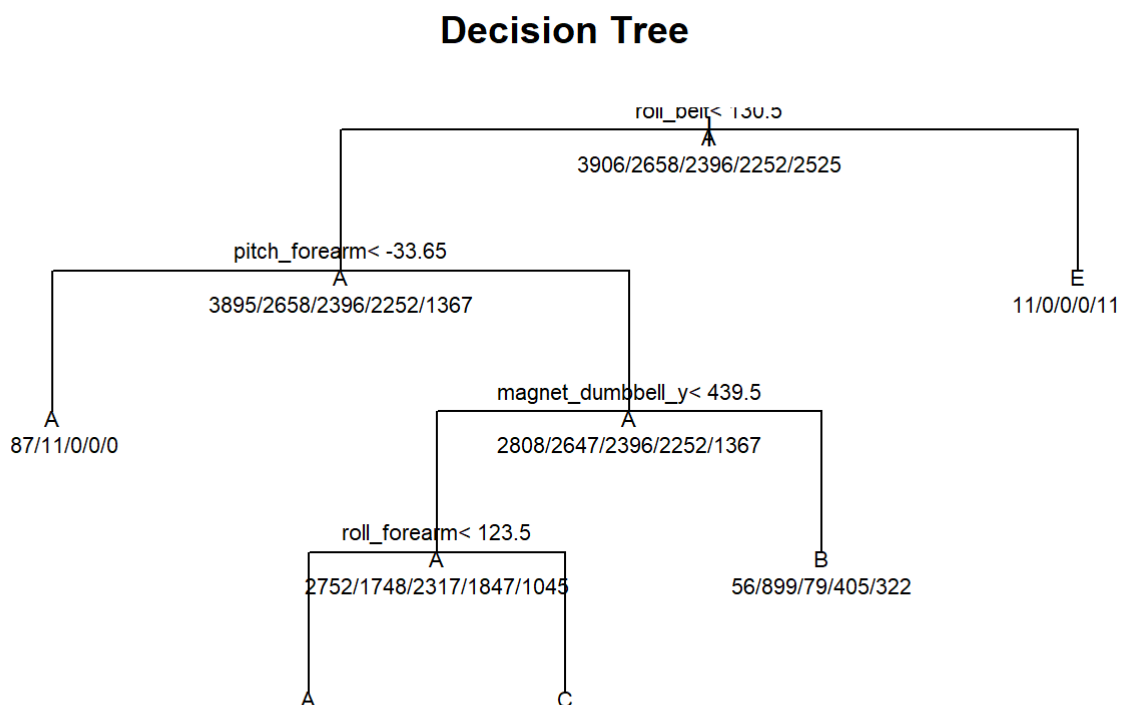 Decision Tree
roll_belt< 130.5
A
3906/2658/2396/2252/2525
pitch_forearm< -33.65
A
3895/2658/2396/2252/1367
E
11/0/0/0/11
magnet_dumbbell_y< 439.5
A
87/11/0/0/0
A
2808/2647/2396/2252/1367
roll_forearm< 123.5
A
2752/1748/2317/1847/1045
B
56/899/79/405/322
A
C